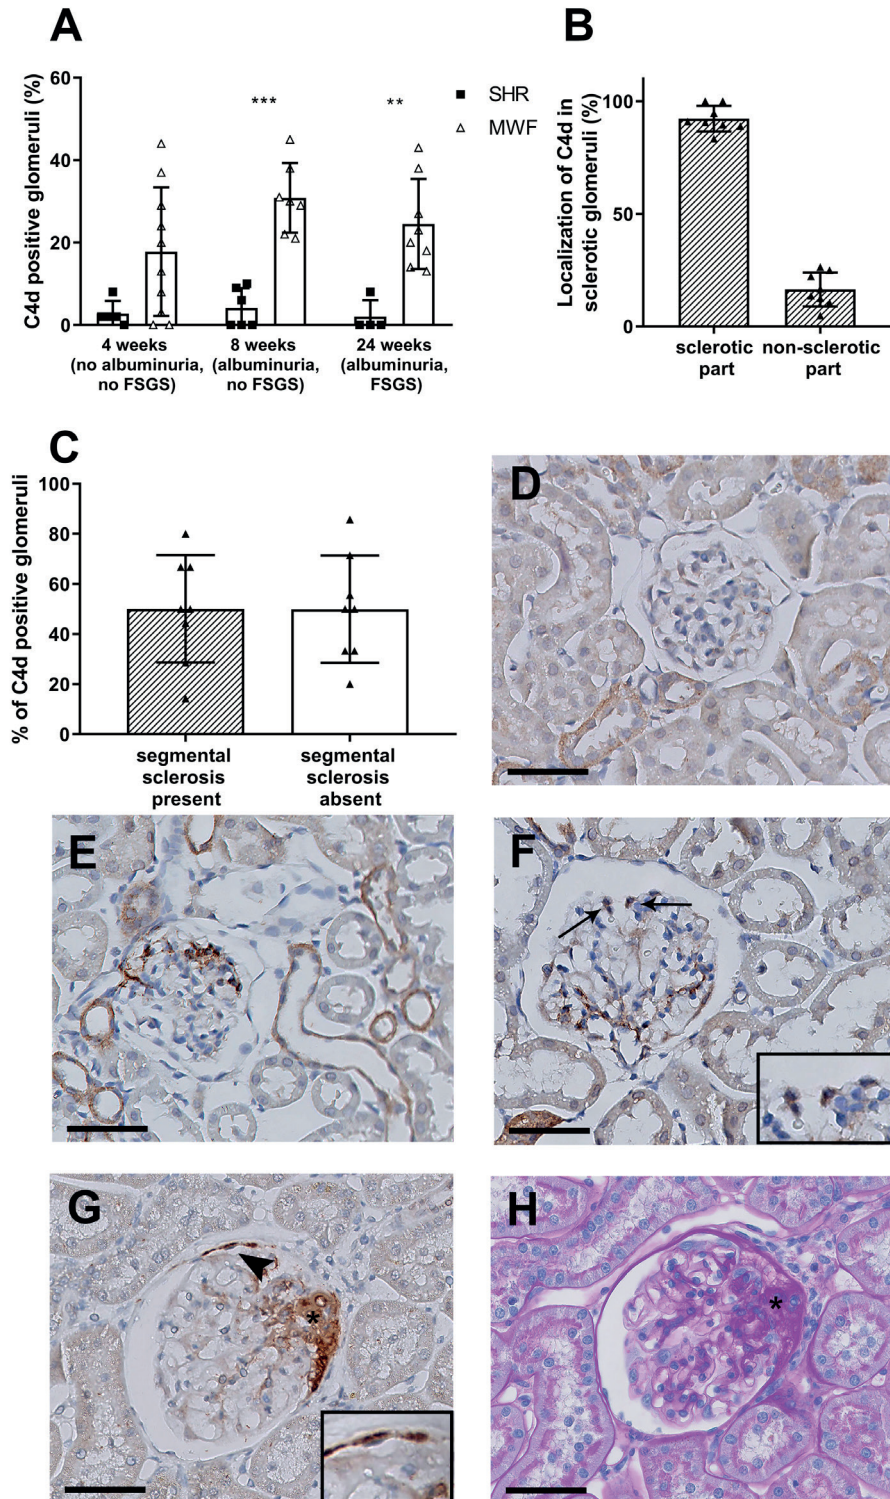 A
C4d positive glomeruli (%)
60
40
20
0
***
**
SHR
MWF
4 weeks
(no albuminuria,
no FSGS)
8 weeks
(albuminuria,
no FSGS)
24 weeks
(albuminuria,
FSGS)
B
Localization of C4d in
sclerotic glomeruli (%)
100
50
0
sclerotic
part
non-sclerotic
part
C
% of C4d positive glomeruli
100
80
60
40
20
0
segmental
sclerosis
present
segmental
sclerosis
absent
D
E
F
G
*
H
*